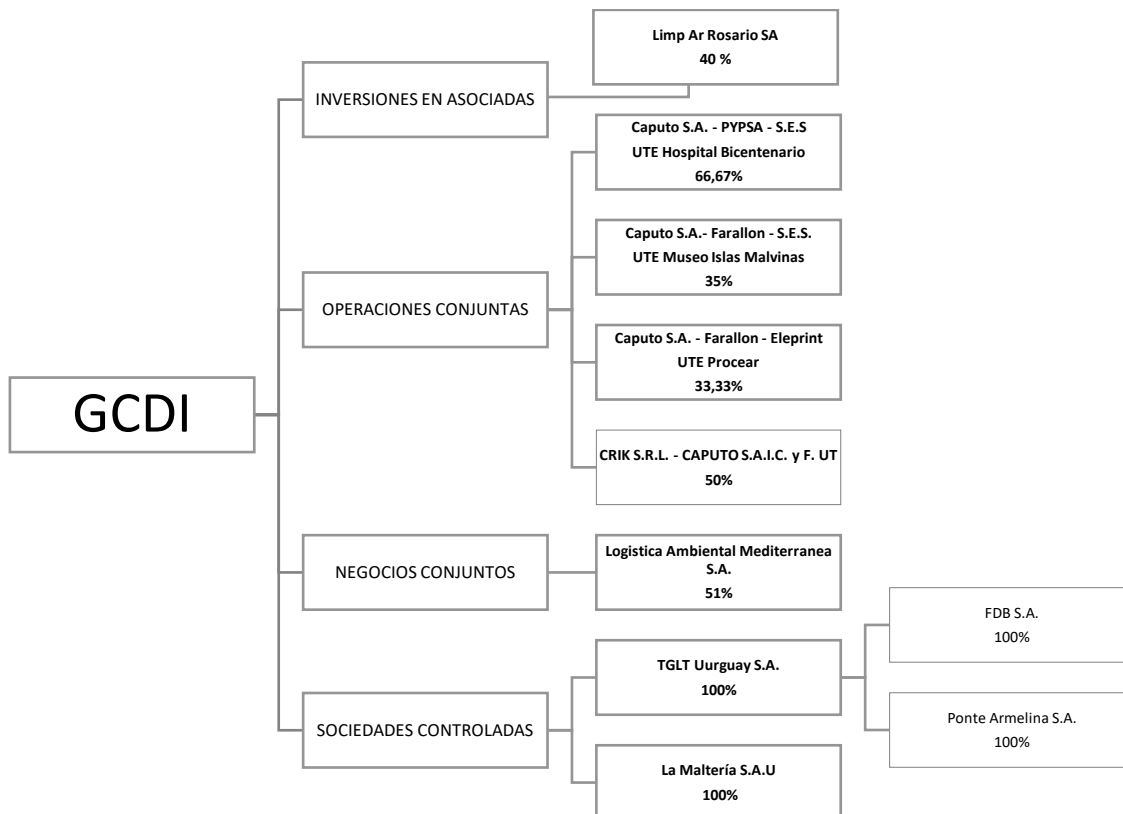 GCDI
INVERSIONES EN ASOCIADAS
Limp Ar Rosario SA
40 %
OPERACIONES CONJUNTAS
Caputo S.A. - PYPSA - S.E.S
UTE Hospital Bicentenario
66,67%
Caputo S.A.- Farallon - S.E.S.
UTE Museo Islas Malvinas
35%
Caputo S.A. - Farallon - Eleprint
UTE Procear
33,33%
CRIK S.R.L. - CAPUTO S.A.I.C. y F. UT
50%
NEGOCIOS CONJUNTOS
Logistica Ambiental Mediterranea
S.A.
51%
SOCIEDADES CONTROLADAS
TGLT Uurguay S.A.
100%
FDB S.A.
100%
Ponte Armelina S.A.
100%
La Maltería S.A.U
100%